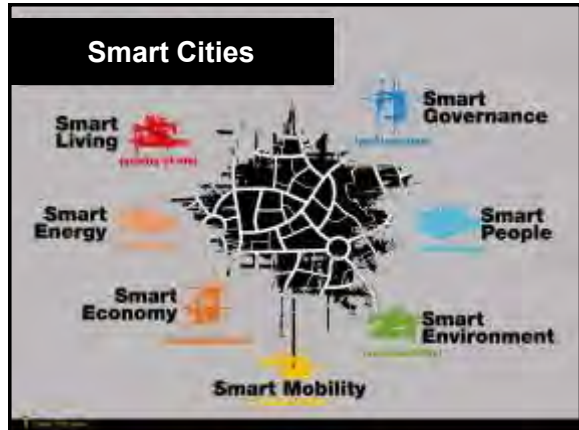 Smart Cities
Smart
Living
Smart
Governance
Smart
Energy
Smart
People
Smart
Economy
Smart
Environment
Smart Mobility